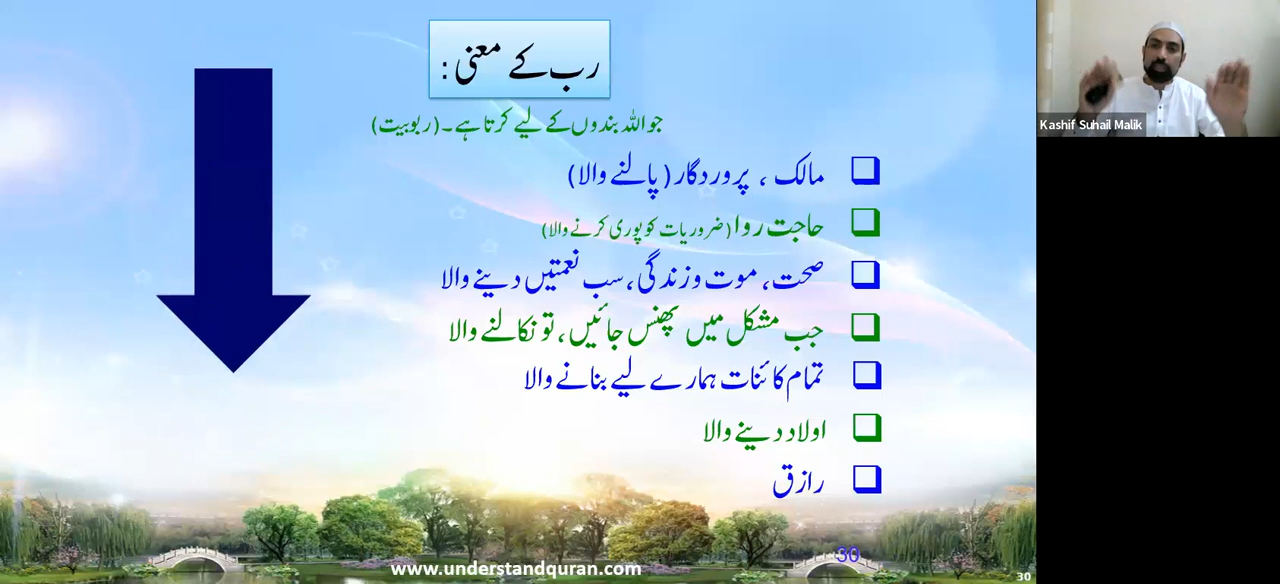 رب کے معنی :
جو اللہ بندوں کے لیے کرتا ہے۔ (ربوبیت)
مالک ، پروردگار (پالنے والا)
حاجت روا (ضروریات کو پوری کرنے والا)
صحت، موت و زندگی، سب نعمتیں دینے والا
جب مشکل میں پھنس جائیں، تو نکالنے والا
تمام کائنات ہمارے لیے بنانے والا
اولاد دینے والا
رازق
30
www.understandquran.com
30
Kashif Suhail Malik